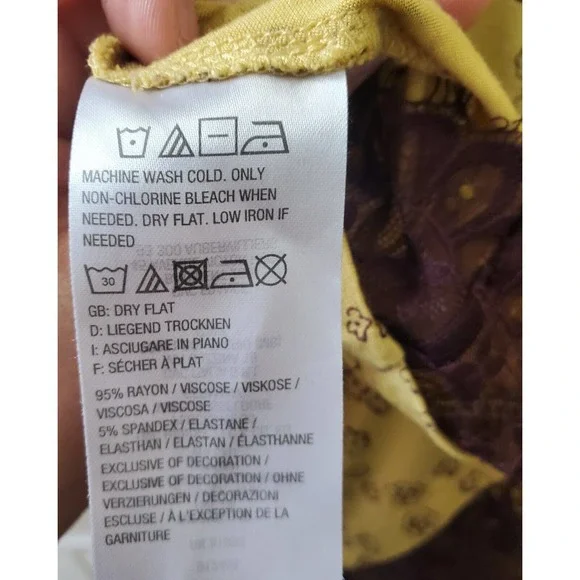 MACHINE WASH COLD. ONLY
NON-CHLORINE BLEACH WHEN
NEEDED. DRY FLAT. LOW IRON IF
NEEDED
30
GB: DRY FLAT
D: LIEGEND TROCKNEN
I: ASCIUGARE IN PIANO
F: SÉCHER À PLAT
95% RAYON / VISCOSE / VISKOSE /
VISCOSA / VISCOSE
5% SPANDEX / ELASTANE /
ELASTHAN / ELASTAN / ÉLASTHANNE
EXCLUSIVE OF DECORATION /
EXCLUSIVE OF DECORATION / OHNE
VERZIERUNGEN / DECORAZIONI
ESCLUSE / À L'EXCEPTION DE LA
GARNITURE